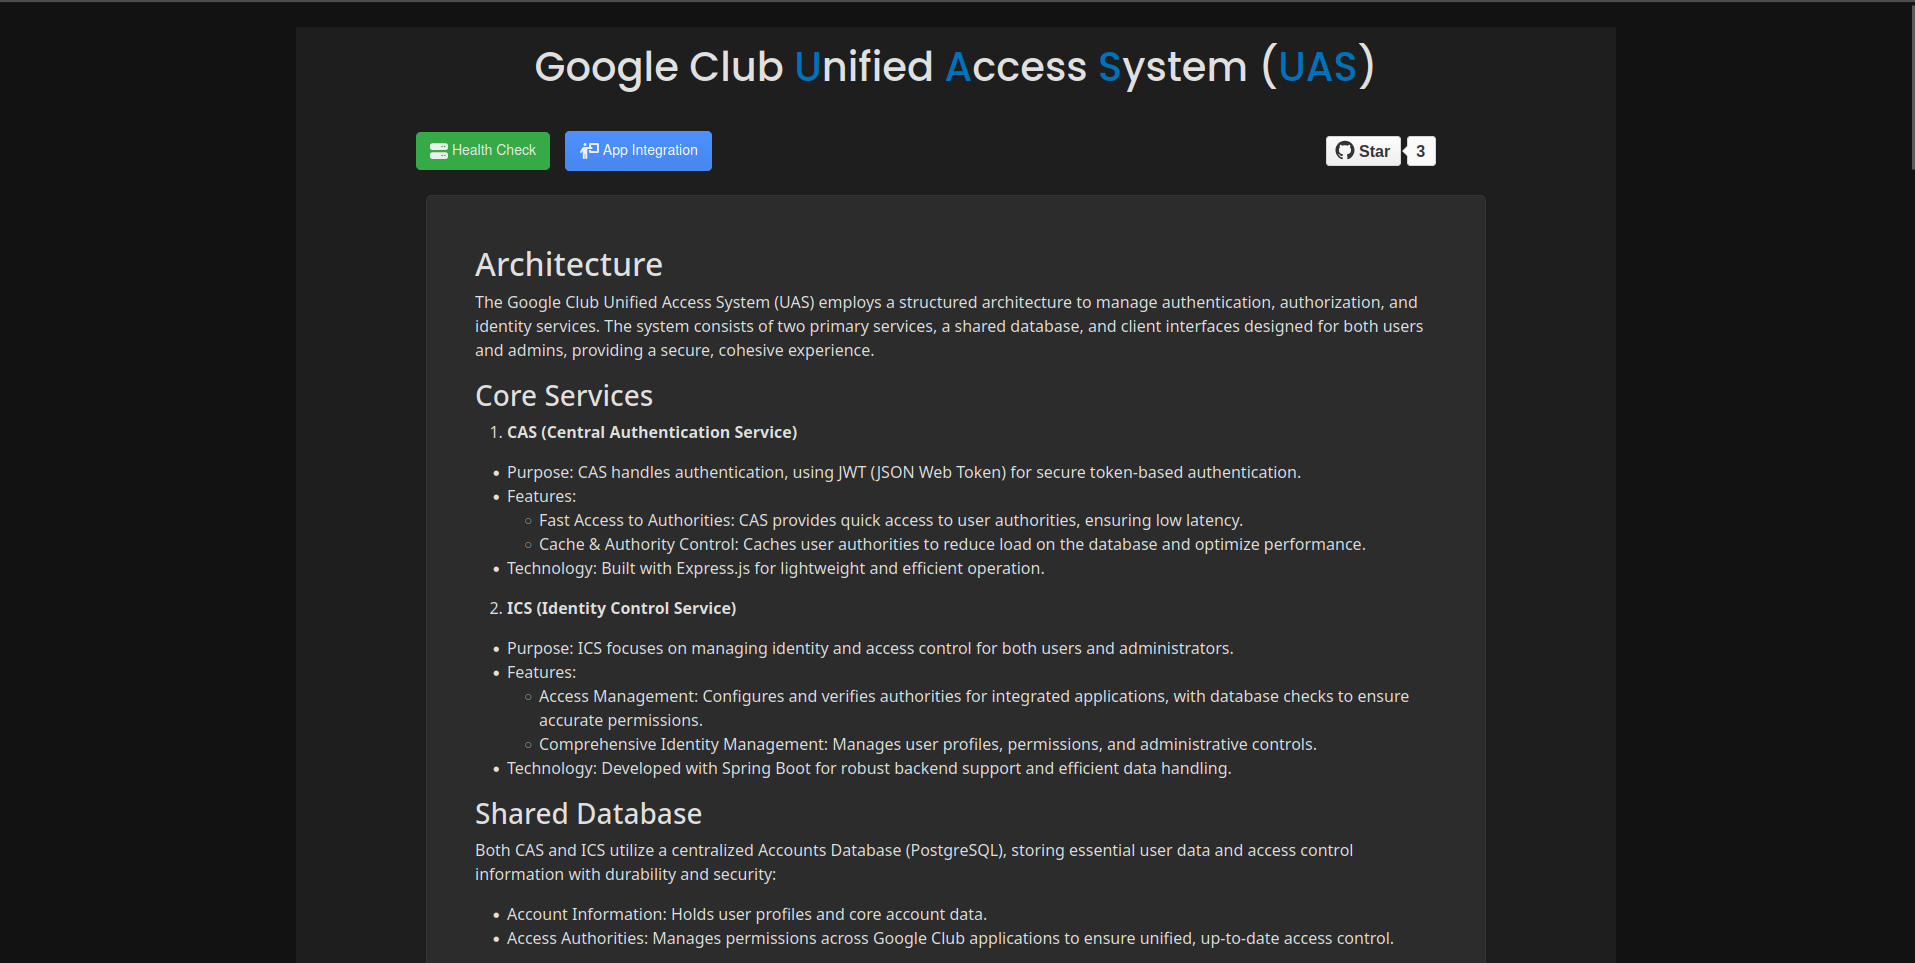 Google Club Unified Access System (UAS)
Health Check
App Integration
Star
3
Architecture
The Google Club Unified Access System (UAS) employs a structured architecture to manage authentication, authorization, and
identity services. The system consists of two primary services, a shared database, and client interfaces designed for both users
and admins, providing a secure, cohesive experience.
Core Services
1. CAS (Central Authentication Service)
• Purpose: CAS handles authentication, using JWT (JSON Web Token) for secure token-based authentication.
• Features:
○ Fast Access to Authorities: CAS provides quick access to user authorities, ensuring low latency.
○ Cache & Authority Control: Caches user authorities to reduce load on the database and optimize performance.
• Technology: Built with Express.js for lightweight and efficient operation.
2. ICS (Identity Control Service)
• Purpose: ICS focuses on managing identity and access control for both users and administrators.
• Features:
○ Access Management: Configures and verifies authorities for integrated applications, with database checks to ensure
accurate permissions.
○ Comprehensive Identity Management: Manages user profiles, permissions, and administrative controls.
• Technology: Developed with Spring Boot for robust backend support and efficient data handling.
Shared Database
Both CAS and ICS utilize a centralized Accounts Database (PostgreSQL), storing essential user data and access control
information with durability and security:
• Account Information: Holds user profiles and core account data.
• Access Authorities: Manages permissions across Google Club applications to ensure unified, up-to-date access control.